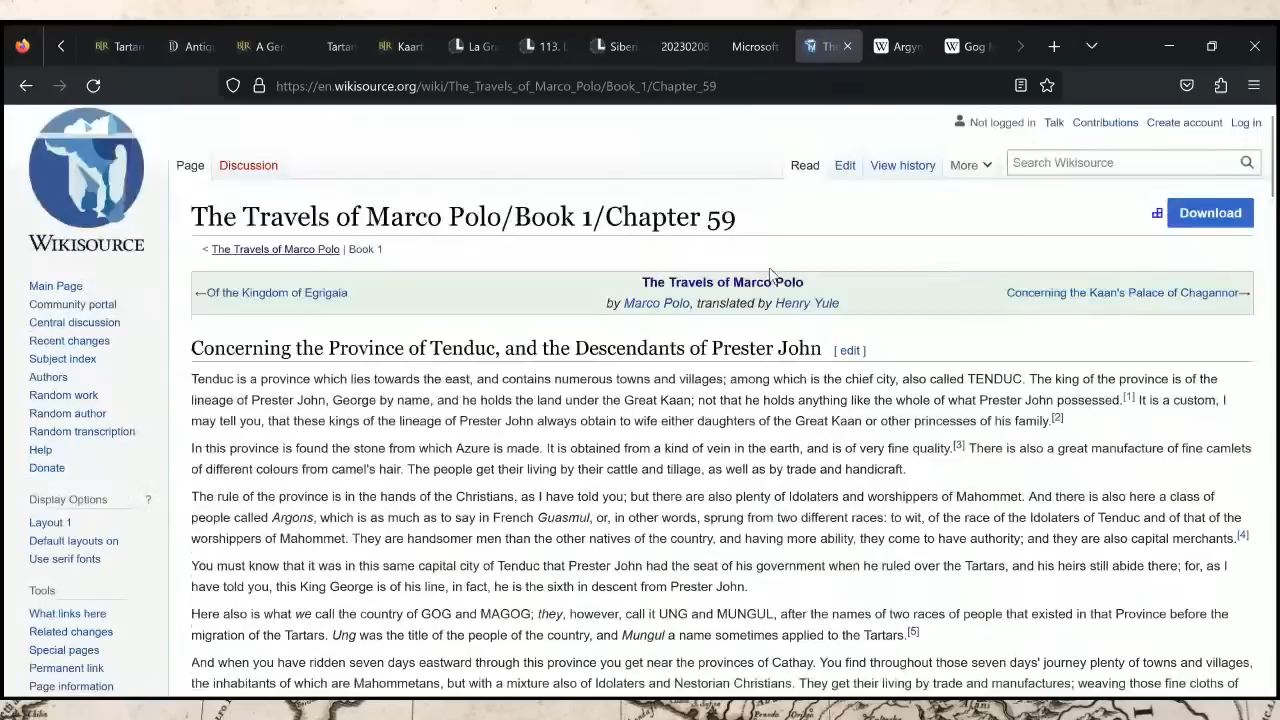 Tartar
Antiq
A Ger
Tartar
Kaart
La Gra
113. I
Siber
20230208
Microsoft
The
Argyr
Gog
https://en.wikisource.org/wiki/The_Travels_of_Marco_Polo/Book_1/Chapter_59
Not logged in Talk Contributions Create account Log in
Page Discussion Read Edit View history More Search Wikisource
The Travels of Marco Polo/Book 1/Chapter 59
Download
WIKISOURCE
< The Travels of Marco Polo | Book 1
The Travels of Marco Polo
←Of the Kingdom of Egrigaia
by Marco Polo, translated by Henry Yule
Concerning the Kaan's Palace of Chagannor→
Main Page
Community portal
Central discussion
Recent changes
Subject index
Authors
Random work
Random author
Random transcription
Help
Donate
Display Options ?
Layout 1
Default layouts on
Use serif fonts
Tools
What links here
Related changes
Special pages
Permanent link
Page information
Concerning the Province of Tenduc, and the Descendants of Prester John [ edit ]
Tenduc is a province which lies towards the east, and contains numerous towns and villages; among which is the chief city, also called TENDUC. The king of the province is of the
lineage of Prester John, George by name, and he holds the land under the Great Kaan; not that he holds anything like the whole of what Prester John possessed.[1] It is a custom, I
may tell you, that these kings of the lineage of Prester John always obtain to wife either daughters of the Great Kaan or other princesses of his family.[2]
In this province is found the stone from which Azure is made. It is obtained from a kind of vein in the earth, and is of very fine quality.[3] There is also a great manufacture of fine camlets
of different colours from camel's hair. The people get their living by their cattle and tillage, as well as by trade and handicraft.
The rule of the province is in the hands of the Christians, as I have told you; but there are also plenty of Idolaters and worshippers of Mahommet. And there is also here a class of
people called Argons, which is as much as to say in French Guasmul, or, in other words, sprung from two different races: to wit, of the race of the Idolaters of Tenduc and of that of the
worshippers of Mahommet. They are handsomer men than the other natives of the country, and having more ability, they come to have authority; and they are also capital merchants.[4]
You must know that it was in this same capital city of Tenduc that Prester John had the seat of his government when he ruled over the Tartars, and his heirs still abide there; for, as I
have told you, this King George is of his line, in fact, he is the sixth in descent from Prester John.
Here also is what we call the country of GOG and MAGOG; they, however, call it UNG and MUNGUL, after the names of two races of people that existed in that Province before the
migration of the Tartars. Ung was the title of the people of the country, and Mungul a name sometimes applied to the Tartars.[5]
And when you have ridden seven days eastward through this province you get near the provinces of Cathay. You find throughout those seven days' journey plenty of towns and villages,
the inhabitants of which are Mahometans, but with a mixture also of Idolaters and Nestorian Christians. They get their living by trade and manufactures; weaving those fine cloths of
Alani